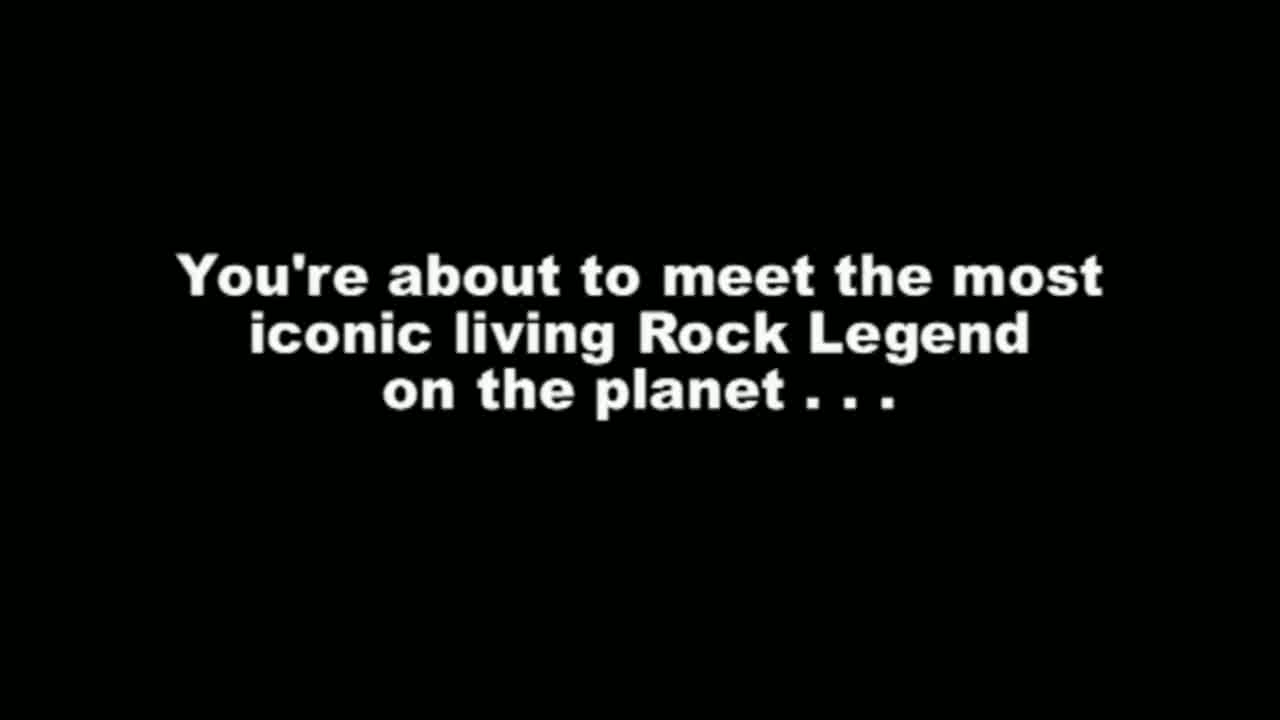 You're about to meet the most
iconic living Rock Legend
on the planet . . .